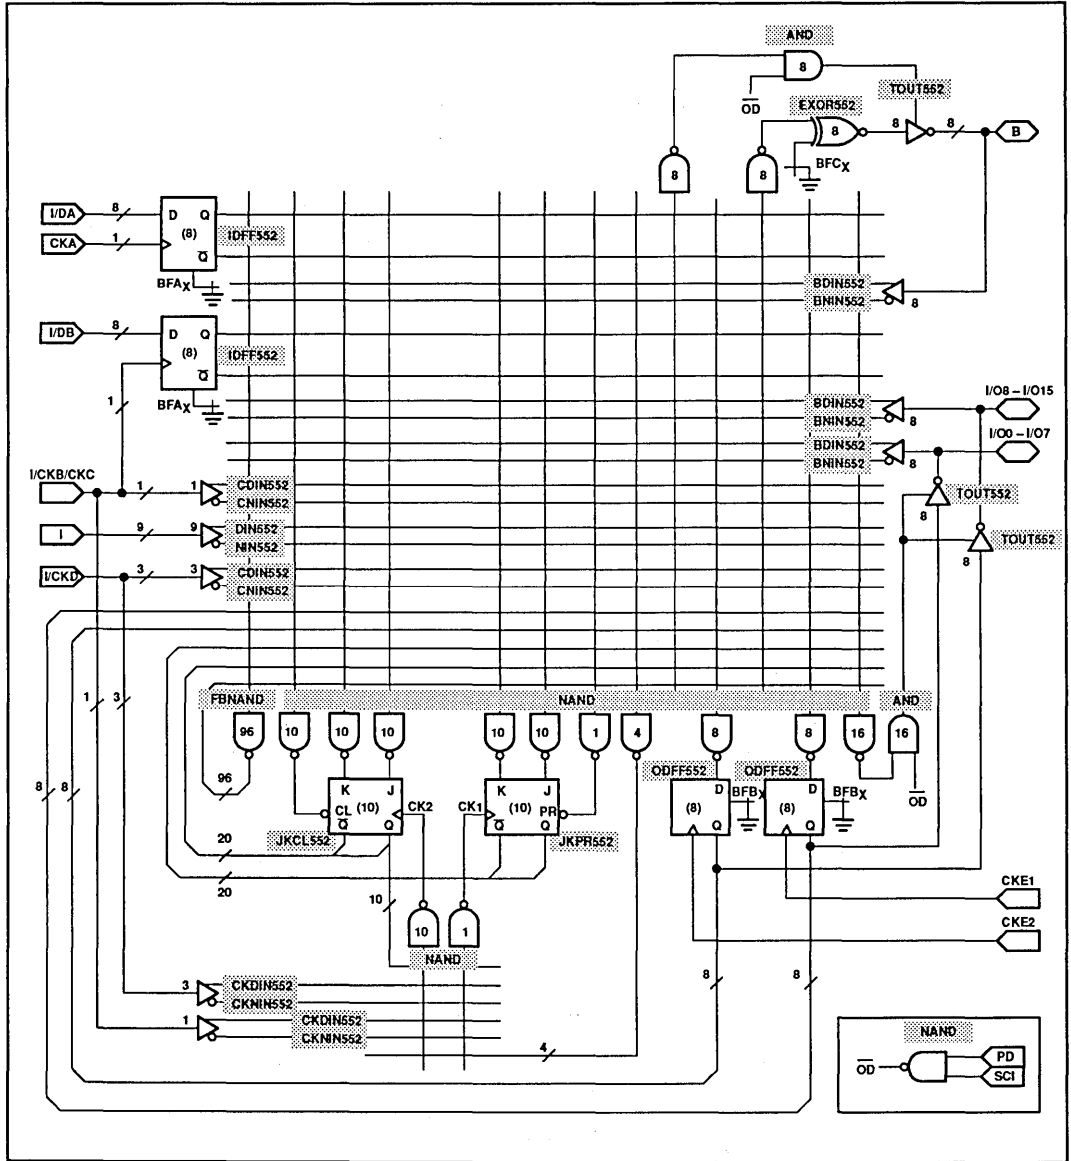 AND
8
TOUT552
OD
EXOR552
8
8
8
B
8
8
BFCX
I/DA
8
D Q
(8)
Q
IDFF552
CKA
1
BFAX
BDIN552
BNIN552
8
I/DB
8
D Q
(8)
Q
IDFF552
1
BFAX
BDIN552
BNIN552
8
I/O8 – I/O15
BDIN552
BNIN552
8
I/O0 – I/O7
I/CKB/CKC
1
1
CDIN552
CNIN552
TOUT552
8
I
9
9
DIN552
NIN552
TOUT552
8
I/CKD
3
3
CDIN552
CNIN552
1
3
FBNAND
NAND
AND
96
10
10
10
10
10
1
4
8
8
16
16
96
ODFF552
ODFF552
OD
8
8
K J
CL (10)
Q Q
CK2
CK1
K J
(10) PR
Q Q
D
(8)
Q
BFBX
D
(8)
Q
BFBX
20
JKCL552
JKPR552
20
10
CKE1
10
1
CKE2
NAND
3
CKDIN552
CKNIN552
8
8
1
CKDIN552
CKNIN552
4
NAND
OD
PD
SCI